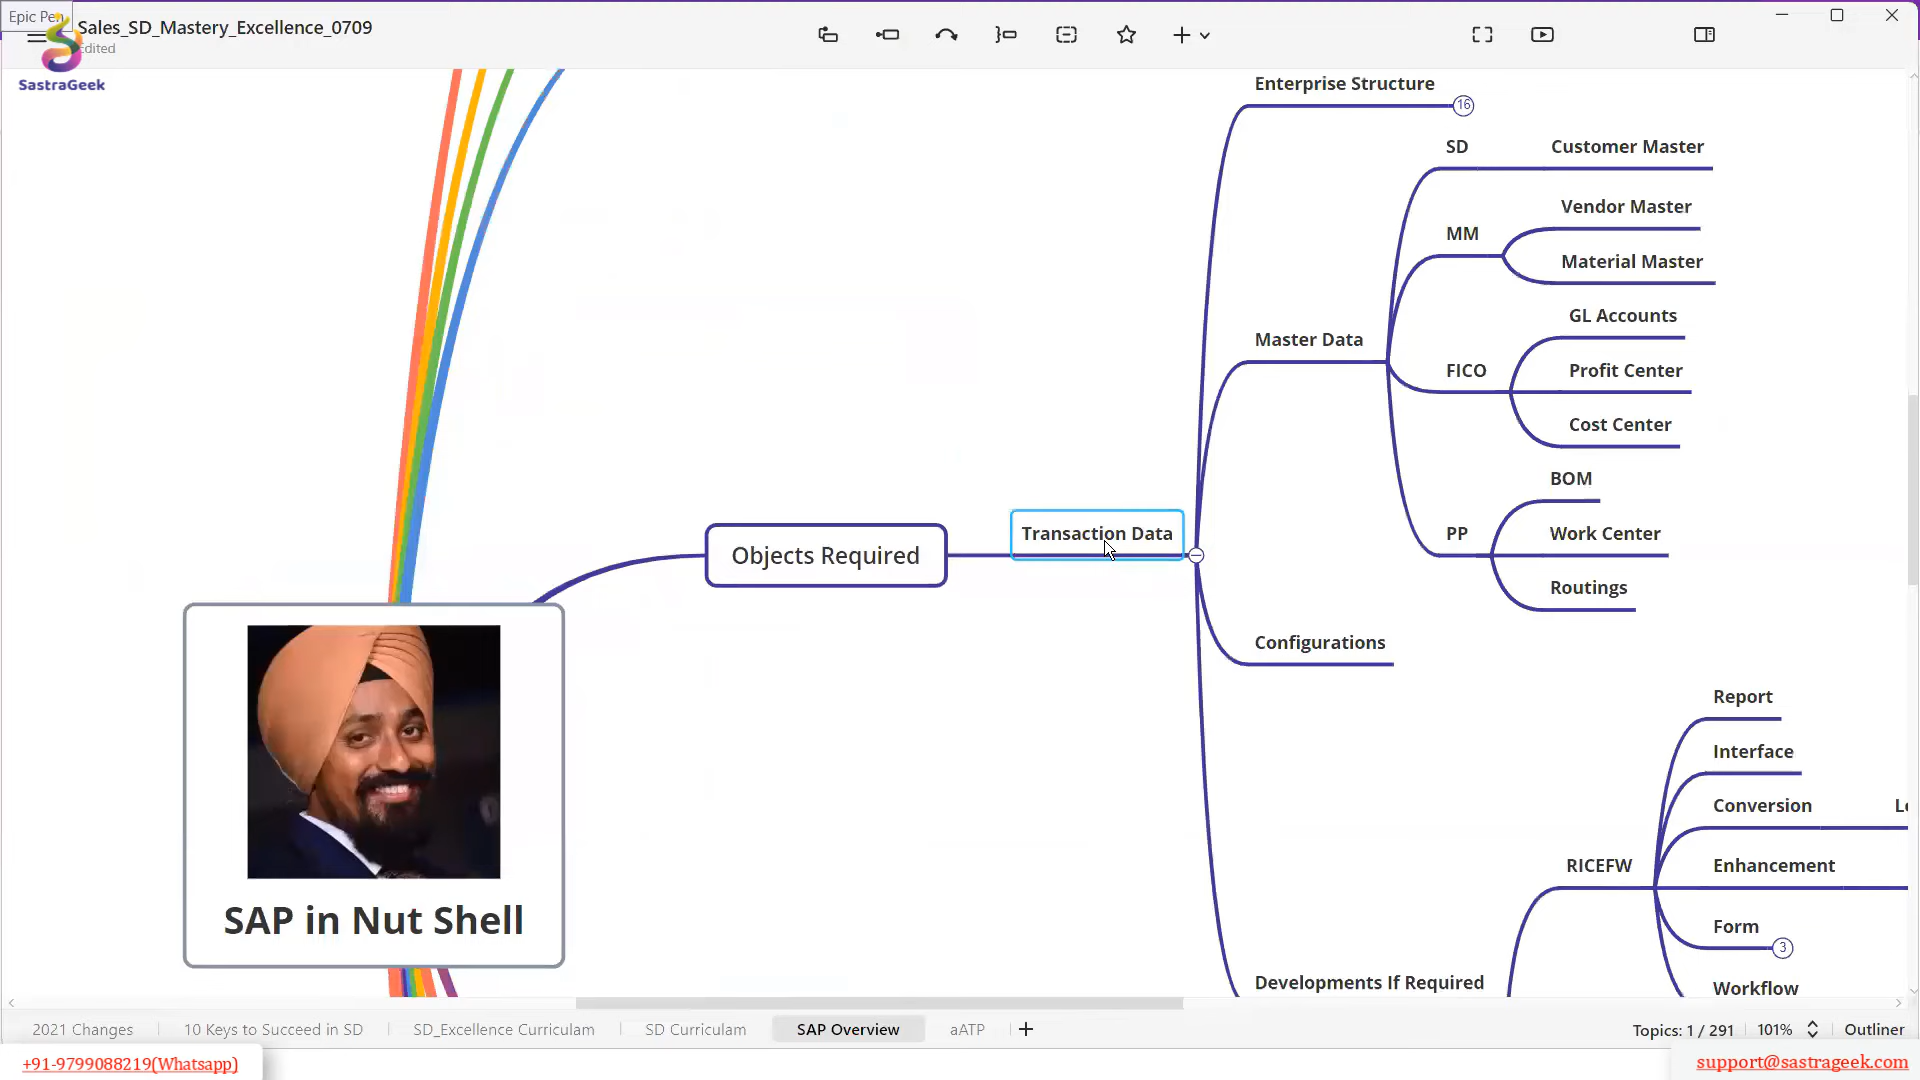 Epic Pen
Sales_SD_Mastery_Excellence_0709
Edited
SastraGeek
Enterprise Structure
16
SD
Customer Master
Vendor Master
MM
Material Master
GL Accounts
Master Data
FICO
Profit Center
Cost Center
BOM
Objects Required
Transaction Data
PP
Work Center
Routings
Configurations
Report
Interface
Conversion
RICEFW
Enhancement
SAP in Nut Shell
Form
3
Developments If Required
Workflow
2021 Changes
10 Keys to Succeed in SD
SD_Excellence Curriculam
SD Curriculam
SAP Overview
aATP
Topics: 1 / 291
101%
Outliner
+91-9799088219(Whatsapp)
support@sastrageek.com